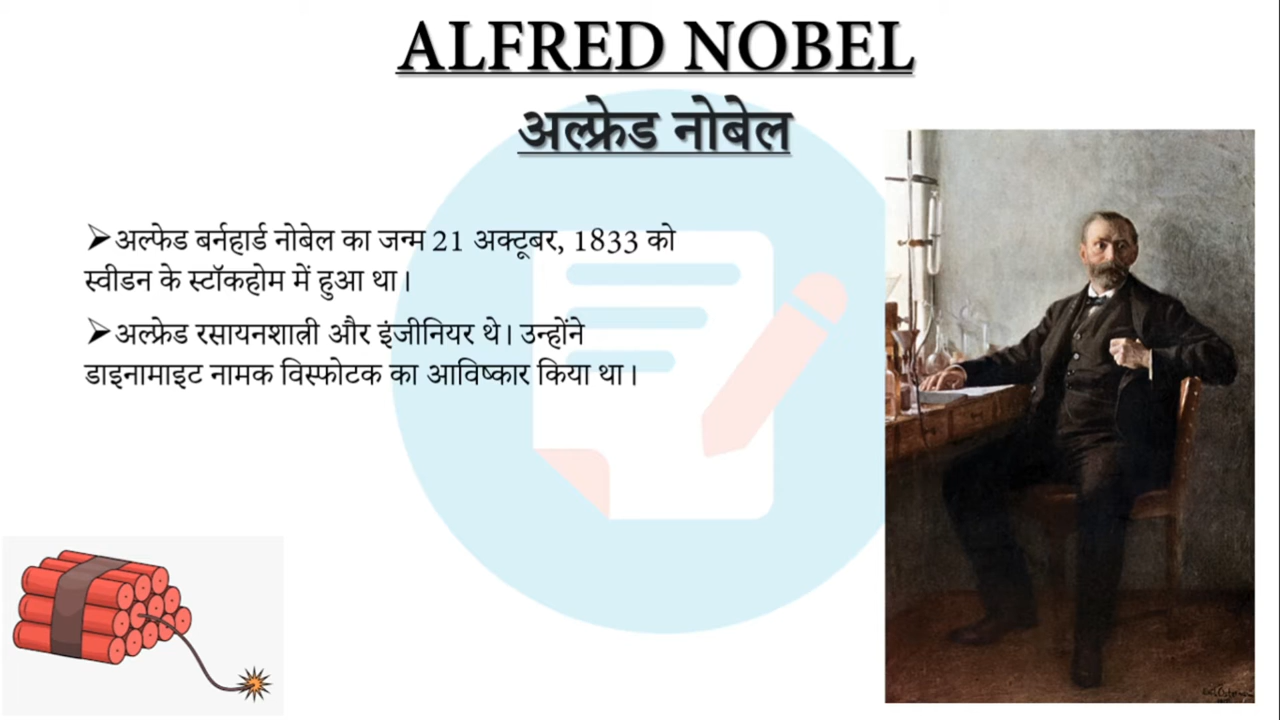 ALFRED NOBEL
अल्फ्रेड नोबेल
➢अल्फेड बर्नहार्ड नोबेल का जन्म 21 अक्टूबर, 1833 को
स्वीडन के स्टॉकहोम में हुआ था।
➢अल्फ्रेड रसायनशात्री और इंजीनियर थे। उन्होंने
डाइनामाइट नामक विस्फोटक का आविष्कार किया था।